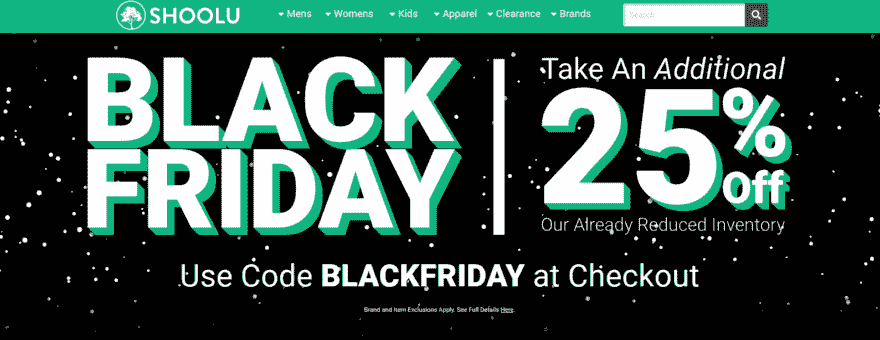 SHOOLU
Mens Womens Kids Apparel Clearance Brands
Search
BLACK
FRIDAY
Take An Additional
25% Off
Our Already Reduced Inventory
Use Code BLACKFRIDAY at Checkout
Brand and Item Exclusions Apply. See Full Details Here.